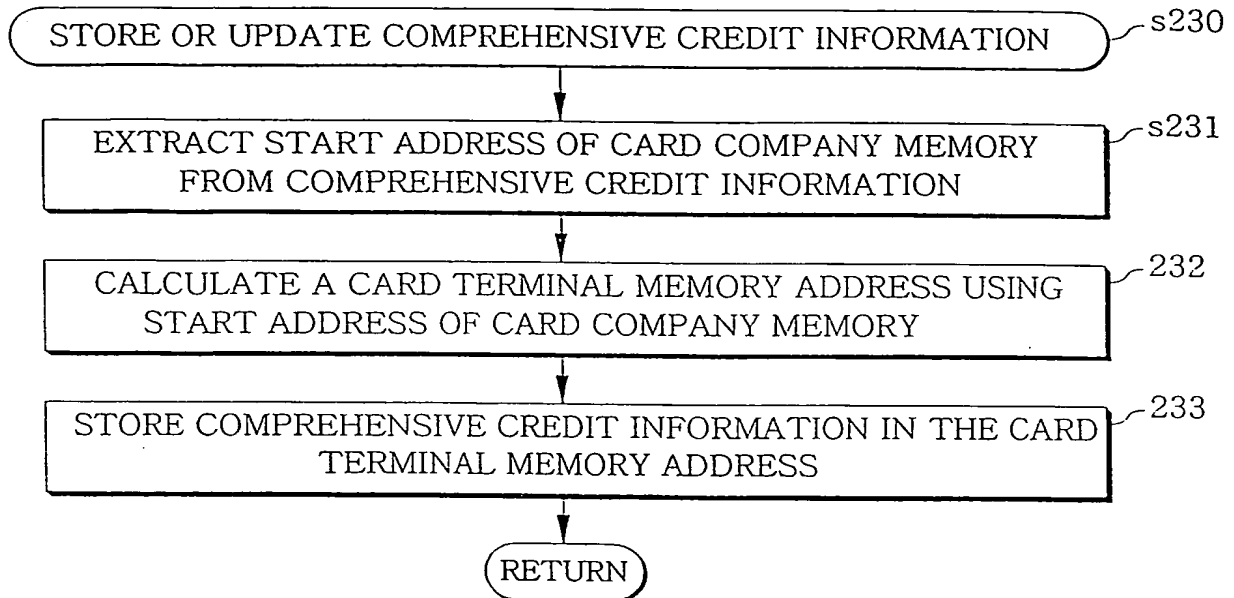 STORE OR UPDATE COMPREHENSIVE CREDIT INFORMATION
s230
EXTRACT START ADDRESS OF CARD COMPANY MEMORY
FROM COMPREHENSIVE CREDIT INFORMATION
s231
CALCULATE A CARD TERMINAL MEMORY ADDRESS USING
START ADDRESS OF CARD COMPANY MEMORY
232
STORE COMPREHENSIVE CREDIT INFORMATION IN THE CARD
TERMINAL MEMORY ADDRESS
233
RETURN